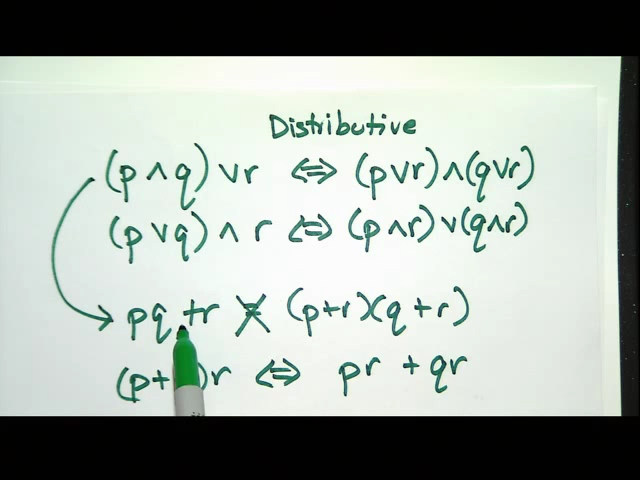 Distributive
(p ∧ q) ∨ r ⇔ (p ∨ r) ∧ (q ∨ r)
(p ∨ q) ∧ r ⇔ (p ∧ r) ∨ (q ∧ r)
pq + r = (p+r)(q+r)
(p+ )r ⇔ pr + qr